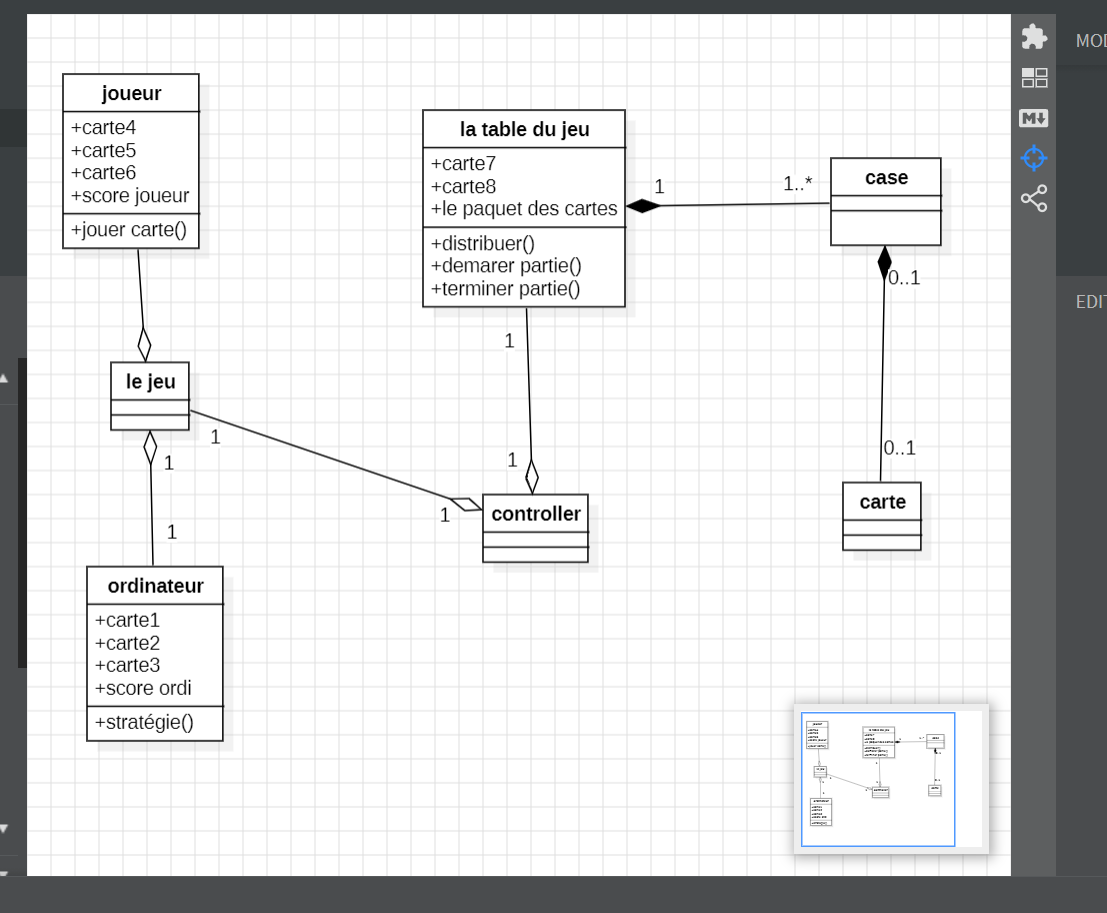 joueur
+carte4
+carte5
+carte6
+score joueur
+jouer carte()
la table du jeu
+carte7
+carte8
+le paquet des cartes
+distribuer()
+demarer partie()
+terminer partie()
1
1..*
case
0..1
0..1
carte
1
1
le jeu
1
1
controller
1
1
ordinateur
+carte1
+carte2
+carte3
+score ordi
+stratégie()
M